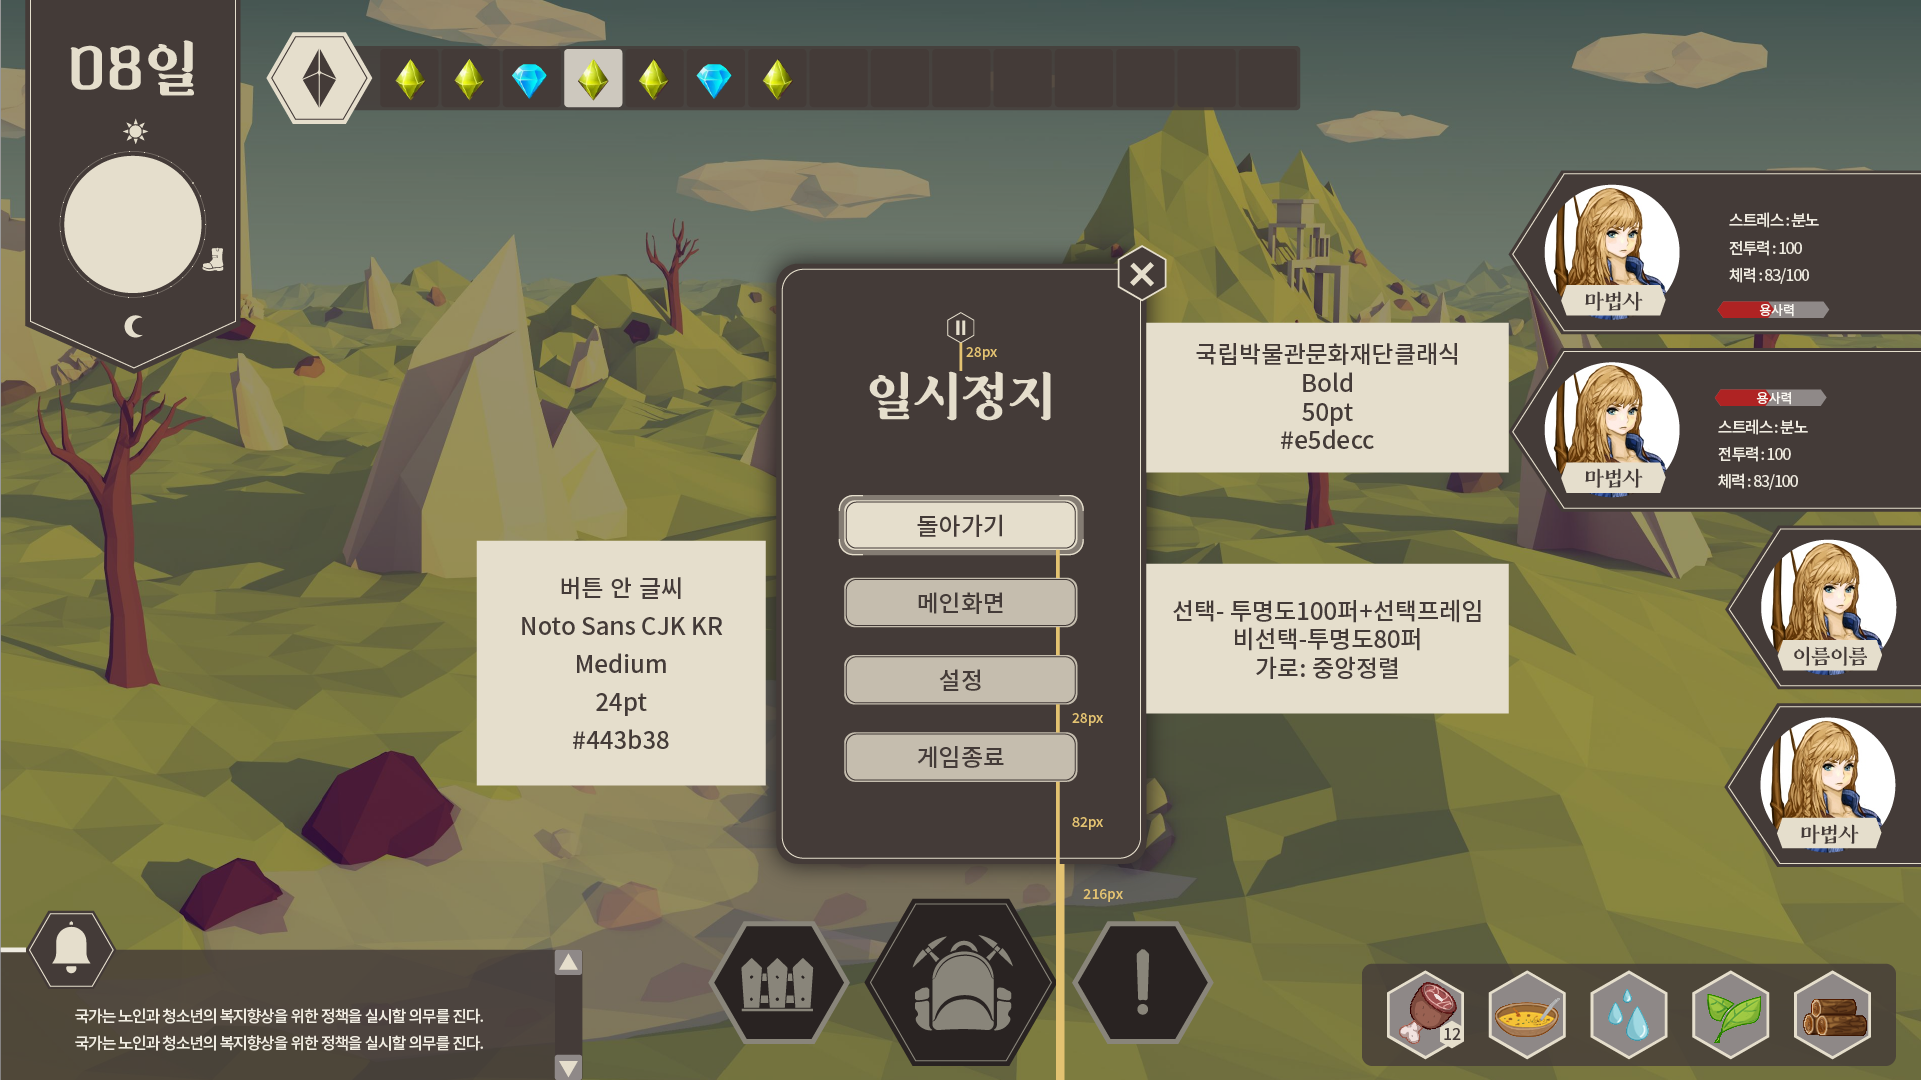 08일
스트레스 : 분노
전투력 : 100
체력 : 83/100
용사력
마법사
28px
일시정지
국립박물관문화재단클래식
Bold
50pt
#e5decc
용사력
스트레스 : 분노
전투력 : 100
체력 : 83/100
마법사
돌아가기
메인화면
설정
게임종료
버튼 안 글씨
Noto Sans CJK KR
Medium
24pt
#443b38
선택- 투명도100퍼+선택프레임
비선택-투명도80퍼
가로: 중앙정렬
28px
82px
216px
이름이름
마법사
국가는 노인과 청소년의 복지향상을 위한 정책을 실시할 의무를 진다.
국가는 노인과 청소년의 복지향상을 위한 정책을 실시할 의무를 진다.
12